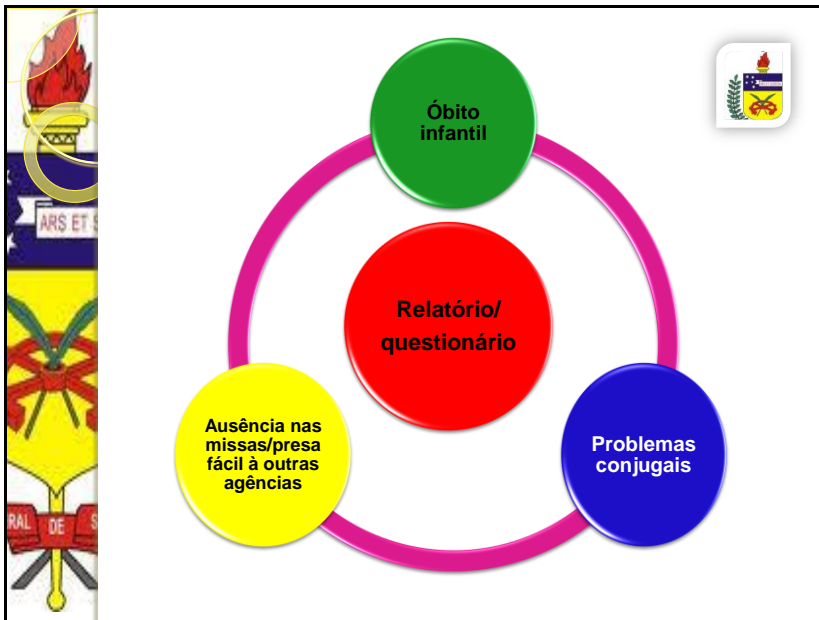 Óbito
infantil
Relatório/
questionário
Ausência nas
missas/presa
fácil à outras
agências
Problemas
conjugais
ARS ET S
RAL DE S